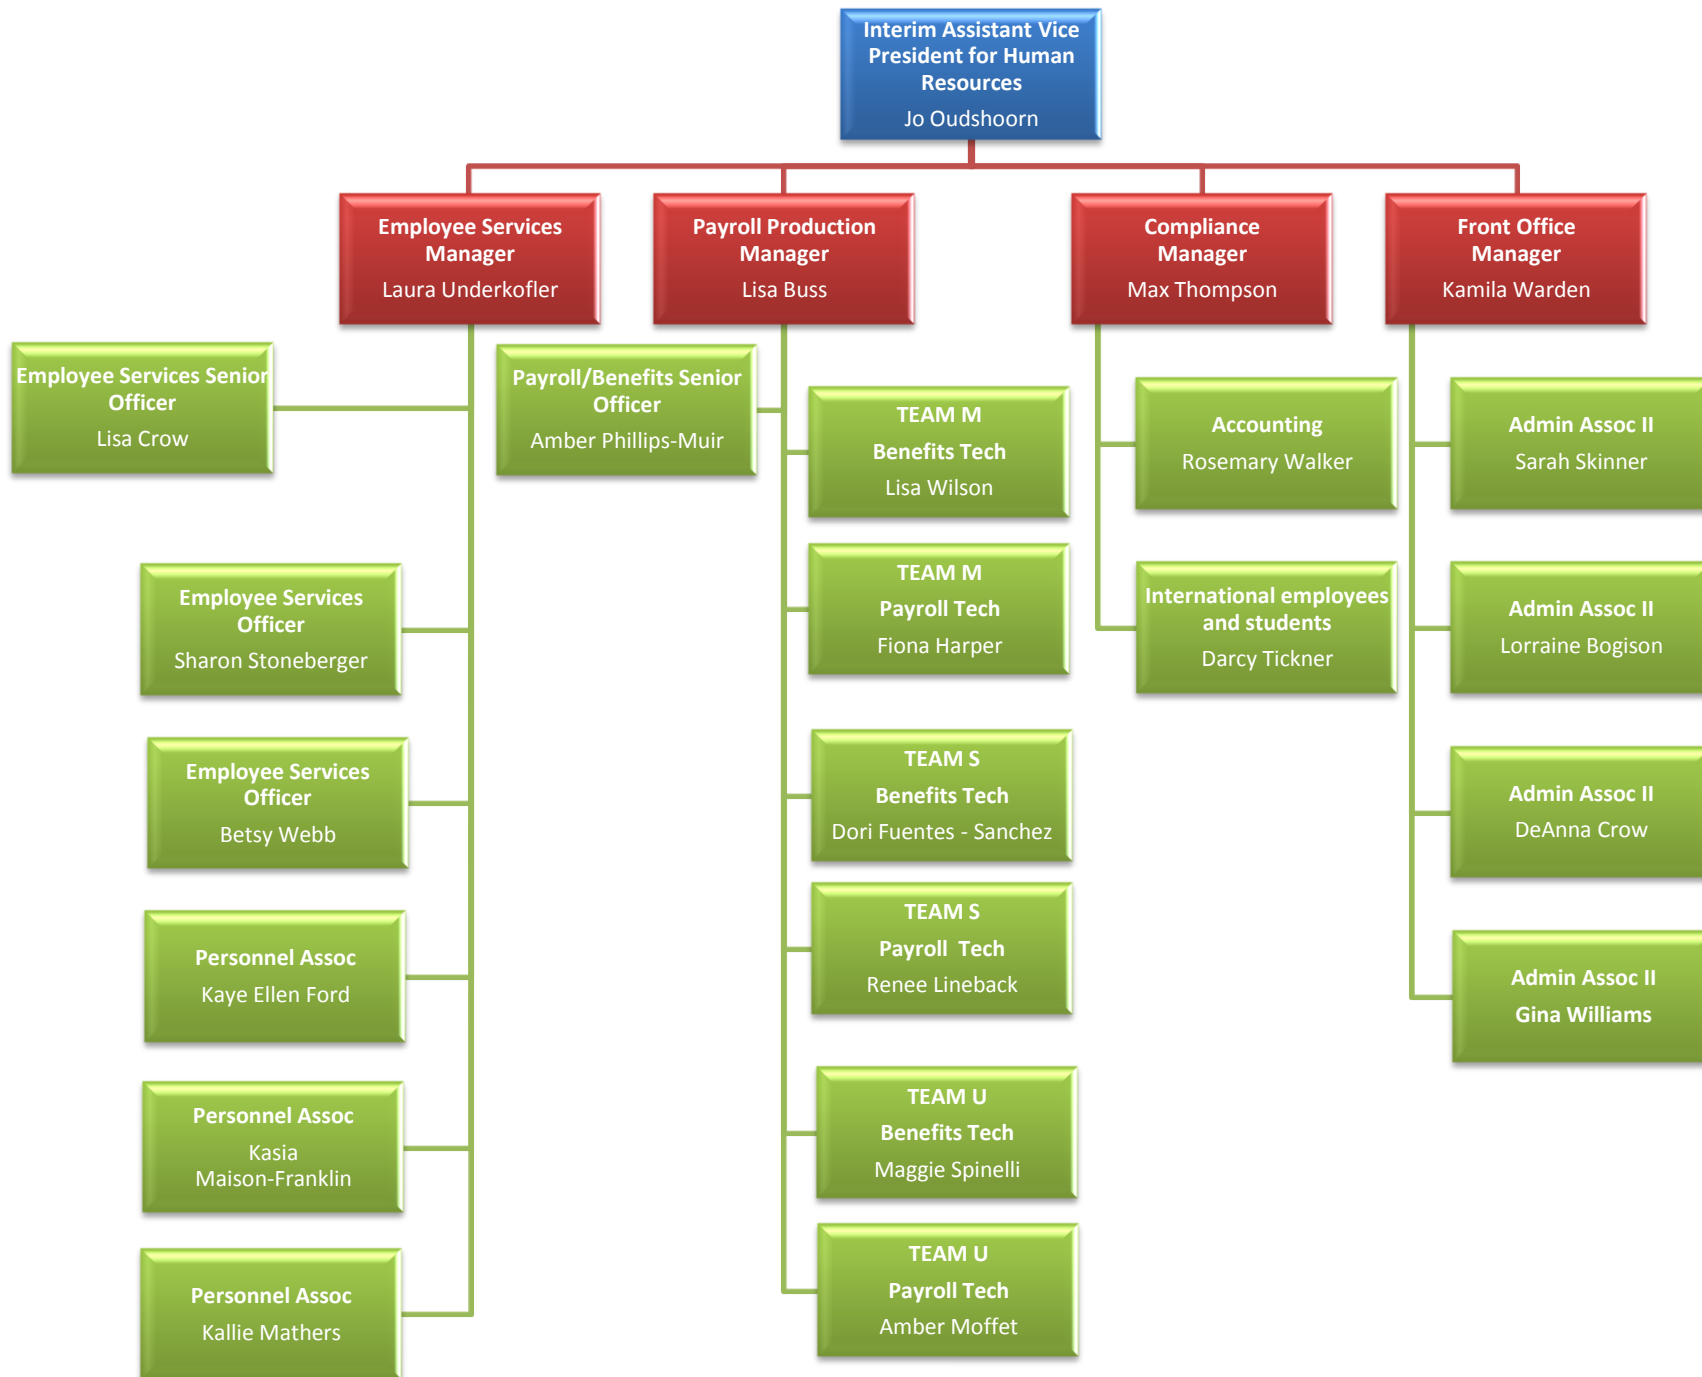 Interim Assistant Vice
President for Human
Resources
Jo Oudshoorn
Employee Services
Manager
Laura Underkofler
Payroll Production
Manager
Lisa Buss
Compliance
Manager
Max Thompson
Front Office
Manager
Kamila Warden
Employee Services Senior
Officer
Lisa Crow
Employee Services
Officer
Sharon Stoneberger
Employee Services
Officer
Betsy Webb
Personnel Assoc
Kaye Ellen Ford
Personnel Assoc
Kasia
Maison-Franklin
Personnel Assoc
Kallie Mathers
Payroll/Benefits Senior
Officer
Amber Phillips-Muir
TEAM M
Benefits Tech
Lisa Wilson
TEAM M
Payroll Tech
Fiona Harper
TEAM S
Benefits Tech
Dori Fuentes - Sanchez
TEAM S
Payroll  Tech
Renee Lineback
TEAM U
Benefits Tech
Maggie Spinelli
TEAM U
Payroll Tech
Amber Moffet
Accounting
Rosemary Walker
International employees
and students
Darcy Tickner
Admin Assoc II
Sarah Skinner
Admin Assoc II
Lorraine Bogison
Admin Assoc II
DeAnna Crow
Admin Assoc II
Gina Williams